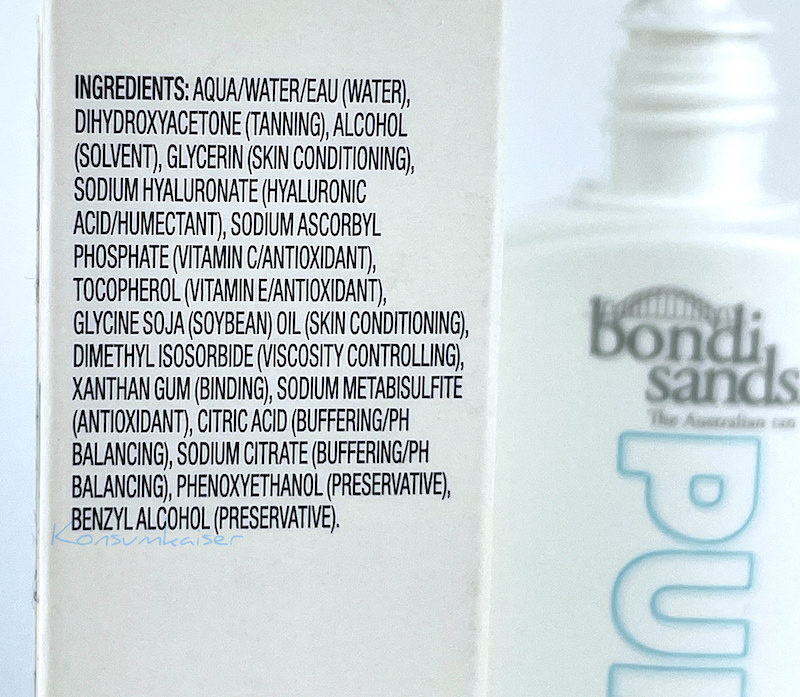 INGREDIENTS: AQUA/WATER/EAU (WATER),
DIHYDROXYACETONE (TANNING), ALCOHOL
(SOLVENT), GLYCERIN (SKIN CONDITIONING),
SODIUM HYALURONATE (HYALURONIC
ACID/HUMECTANT), SODIUM ASCORBYL
PHOSPHATE (VITAMIN C/ANTIOXIDANT),
TOCOPHEROL (VITAMIN E/ANTIOXIDANT),
GLYCINE SOJA (SOYBEAN) OIL (SKIN CONDITIONING),
DIMETHYL ISOSORBIDE (VISCOSITY CONTROLLING),
XANTHAN GUM (BINDING), SODIUM METABISULFITE
(ANTIOXIDANT), CITRIC ACID (BUFFERING/PH
BALANCING), SODIUM CITRATE (BUFFERING/PH
BALANCING), PHENOXYETHANOL (PRESERVATIVE),
BENZYL ALCOHOL (PRESERVATIVE).
Konsumkaiser
bondi
sands
The Australian tan
PU